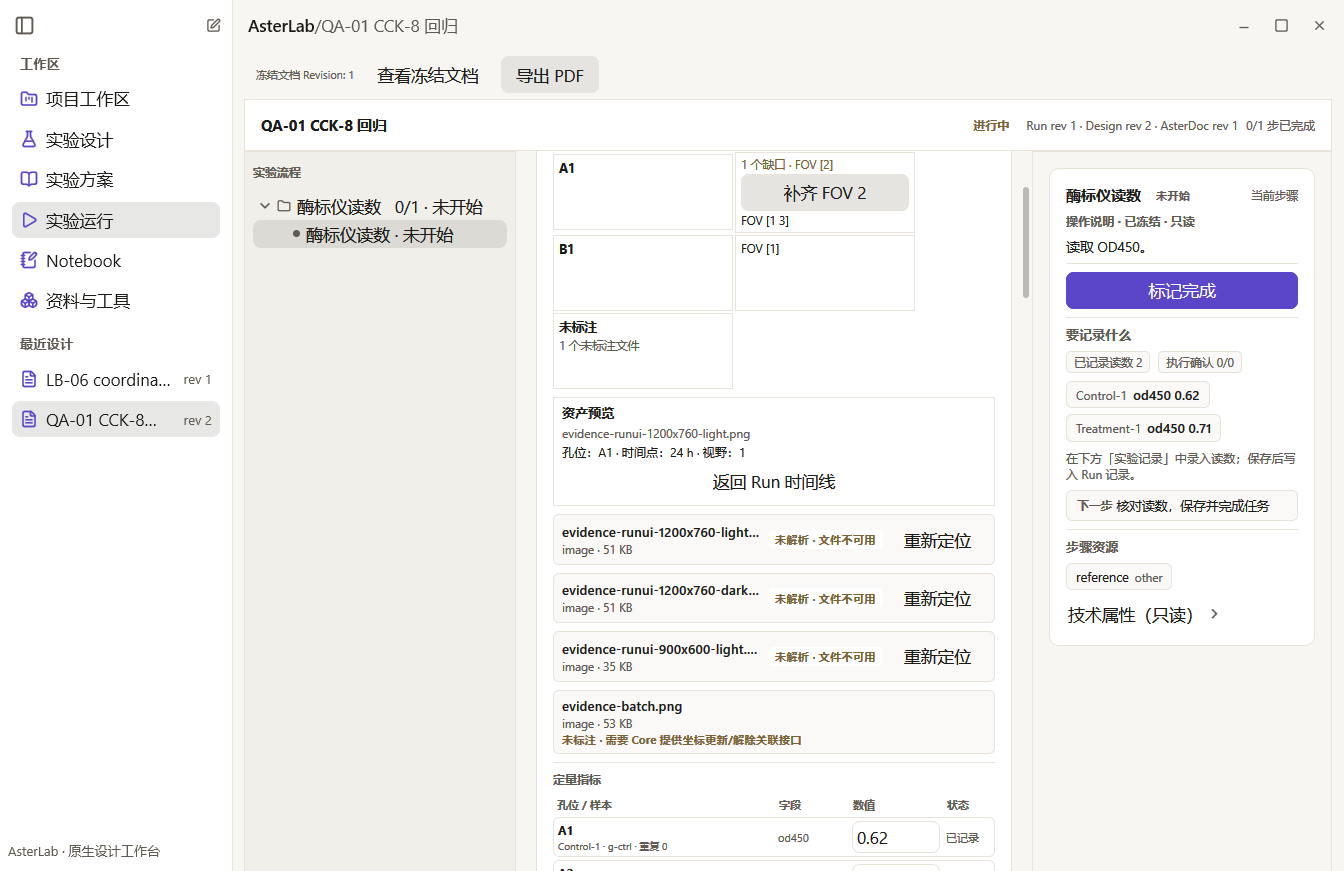 AsterLab/QA-01 CCK-8 回归
工作区
项目工作区
实验设计
实验方案
实验运行
Notebook
资料与工具
最近设计
LB-06 coordina... rev 1
QA-01 CCK-8... rev 2
AsterLab · 原生设计工作台
冻结文档 Revision: 1
查看冻结文档
导出 PDF
QA-01 CCK-8 回归
进行中 Run rev 1 · Design rev 2 · AsterDoc rev 1 0/1 步已完成
实验流程
酶标仪读数 0/1 · 未开始
酶标仪读数 · 未开始
A1
1 个缺口 · FOV [2]
补齐 FOV 2
FOV [1 3]
B1
FOV [1]
未标注
1 个未标注文件
资产预览
evidence-runui-1200x760-light.png
孔位：A1 · 时间点：24 h · 视野：1
返回 Run 时间线
evidence-runui-1200x760-light...
image · 51 KB
未解析 · 文件不可用
重新定位
evidence-runui-1200x760-dark...
image · 51 KB
未解析 · 文件不可用
重新定位
evidence-runui-900x600-light....
image · 35 KB
未解析 · 文件不可用
重新定位
evidence-batch.png
image · 53 KB
未标注 · 需要 Core 提供坐标更新/解除关联接口
定量指标
孔位 / 样本 字段 数值 状态
A1
Control-1 · g-ctrl · 重复 0
od450 0.62 已记录
酶标仪读数 未开始 当前步骤
操作说明 · 已冻结 · 只读
读取 OD450。
标记完成
要记录什么
已记录读数 2 执行确认 0/0
Control-1 od450 0.62
Treatment-1 od450 0.71
在下方「实验记录」中录入读数；保存后写
入 Run 记录。
下一步 核对读数，保存并完成任务
步骤资源
reference other
技术属性（只读）